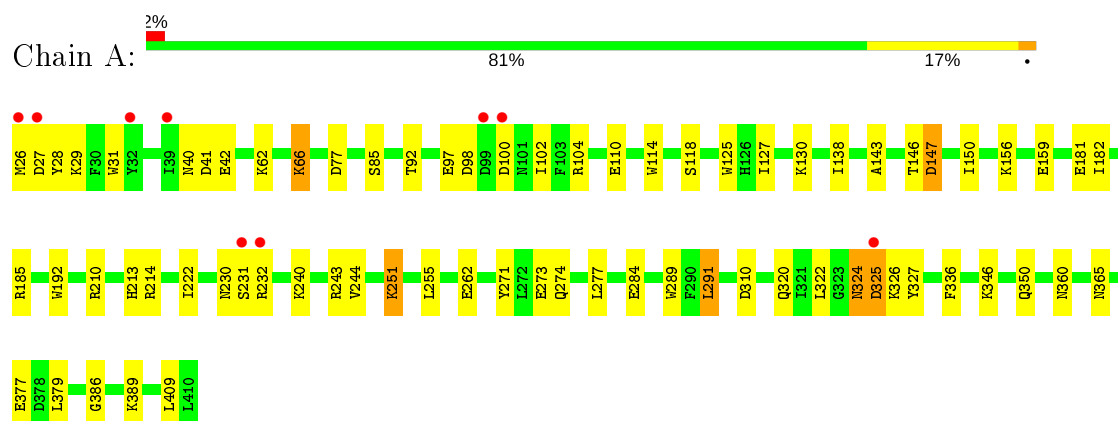 2%
Chain A:
81% 17% •
M26 D27 Y28 K29 F30 W31 Y32 I39 N40 D41 E42 K62 K66 D77 S85 T92 E97 D98 D99 D100 N101 I102 F103 R104 E110 W114 S118 W125 H126 I127 K130 I138 A143 T146 D147 I150 K156 E159 E181 I182
R185 W192 R210 H213 R214 I222 N230 S231 R232 K240 R243 V244 K251 L255 E262 Y271 L272 E273 Q274 L277 E284 W289 F290 L291 D310 Q320 I321 L322 G323 N324 D325 K326 Y327 F336 K346 Q350 N360 N365
E377 D378 L379 G386 K389 L409 L410